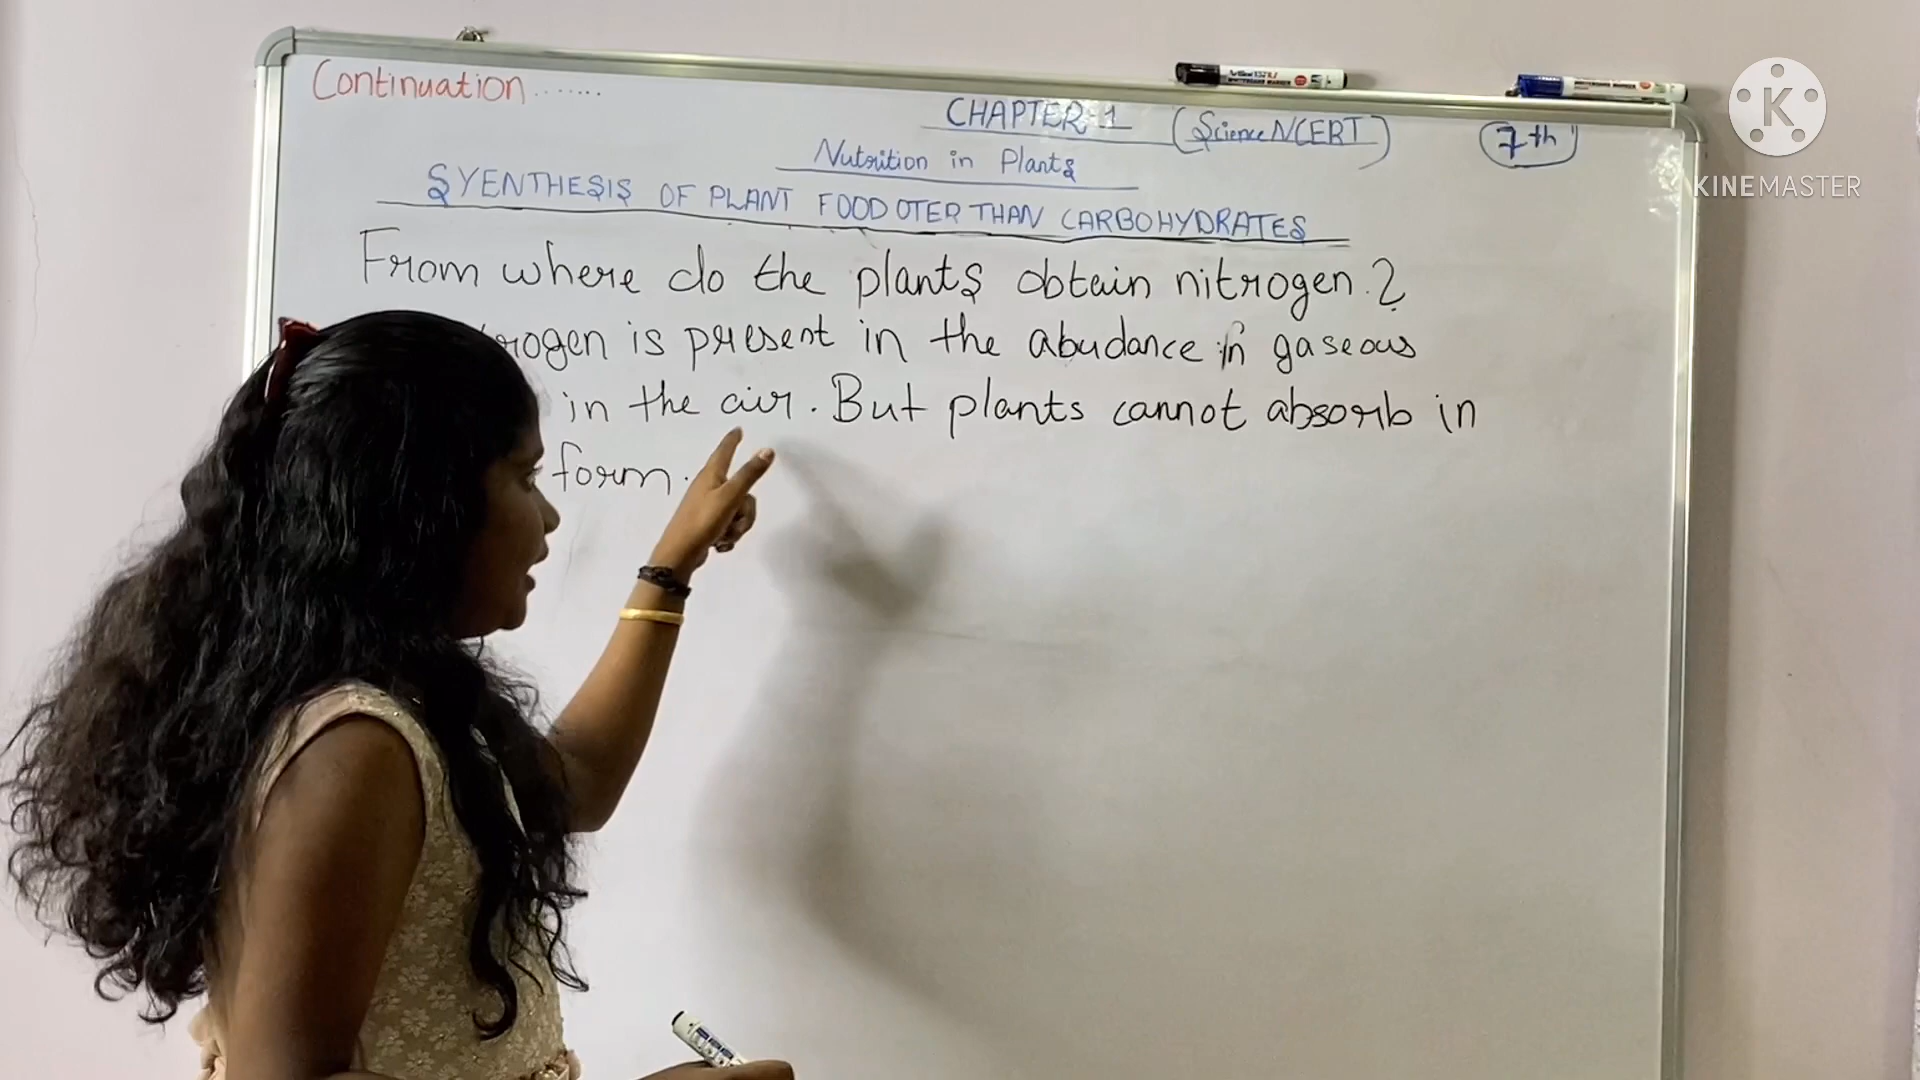 Continuation.......
CHAPTER-1 (Science NCERT) 7th
Nutrition in Plants
SYENTHESIS OF PLANT FOOD OTER THAN CARBOHYDRATES
From where do the plants obtain nitrogen.?
rogen is present in the abudance in gaseous
in the air. But plants cannot absorb in
form.
KINEMASTER